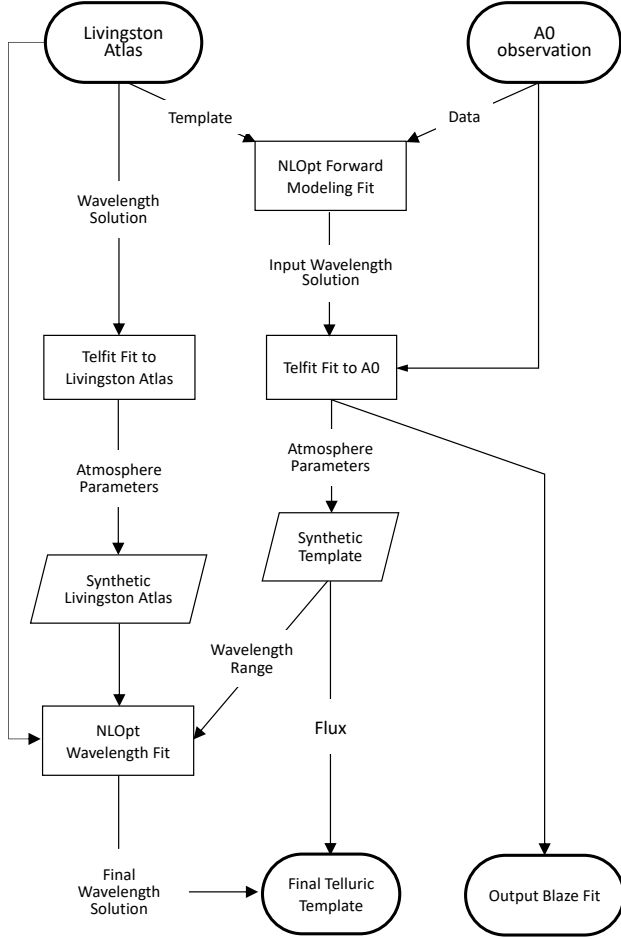 Livingston
Atlas
A0
observation
Template
Data
NLOpt Forward
Modeling Fit
Wavelength
Solution
Input Wavelength
Solution
Telfit Fit to
Livingston Atlas
Telfit Fit to A0
Atmosphere
Parameters
Atmosphere
Parameters
Synthetic
Template
Synthetic
Livingston Atlas
Wavelength
Range
NLOpt
Wavelength Fit
Flux
Final
Wavelength
Solution
Final Telluric
Template
Output Blaze Fit